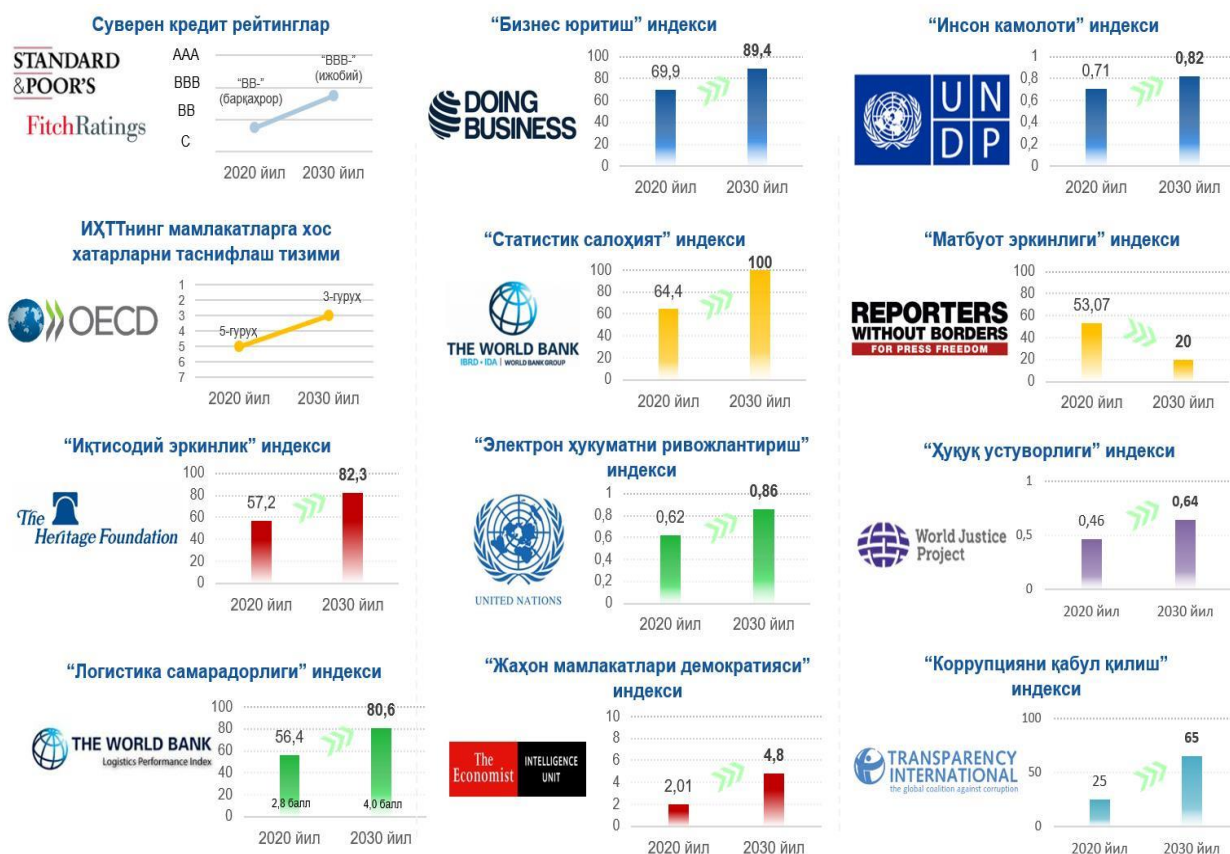 Суверен кредит рейтинглар
STANDARD
&POOR'S
FitchRatings
AAA
BBB
BB
C
“BB-”
(барқахрор)
“BBB-”
(ижобий)
2020 йил
2030 йил
“Бизнес юритиш” индекси
DOING
BUSINESS
100
80
60
40
20
0
69,9
89,4
2020 йил
2030 йил
“Инсон камолоти” индекси
U N
D P
1
0,8
0,6
0,4
0,2
0
0,71
0,82
2020 йил
2030 йил
ИҲТТнинг мамлакатларга хос
хатарларни таснифлаш тизими
OECD
1
2
3
4
5
6
7
5-гуруҳ
3-гуруҳ
2020 йил
2030 йил
“Статистик салоҳият” индекси
THE WORLD BANK
IBRD • IDA | WORLD BANK GROUP
100
80
60
40
20
0
64,4
100
2020 йил
2030 йил
“Матбуот эркинлиги” индекси
REPORTERS
WITHOUT BORDERS
FOR PRESS FREEDOM
100
80
60
40
20
0
53,07
20
2020 йил
2030 йил
“Иқтисодий эркинлик” индекси
The
Heritage Foundation
100
80
60
40
20
0
57,2
82,3
2020 йил
2030 йил
“Электрон ҳукуматни ривожлантириш”
индекси
UNITED NATIONS
1
0,8
0,6
0,4
0,2
0
0,62
0,86
2020 йил
2030 йил
“Ҳуқуқ устуворлиги” индекси
World Justice
Project
1
0,5
0
0,46
0,64
2020 йил
2030 йил
“Логистика самарадорлиги” индекси
THE WORLD BANK
Logistics Performance Index
100
80
60
40
20
0
56,4
80,6
2,8 балл
4,0 балл
2020 йил
2030 йил
“Жаҳон мамлакатлари демократияси”
индекси
The
Economist
INTELLIGENCE
UNIT
10
8
6
4
2
0
2,01
4,8
2020 йил
2030 йил
“Коррупцияни қабул қилиш”
индекси
TRANSPARENCY
INTERNATIONAL
the global coalition against corruption
100
50
0
25
65
2020 йил
2030 йил